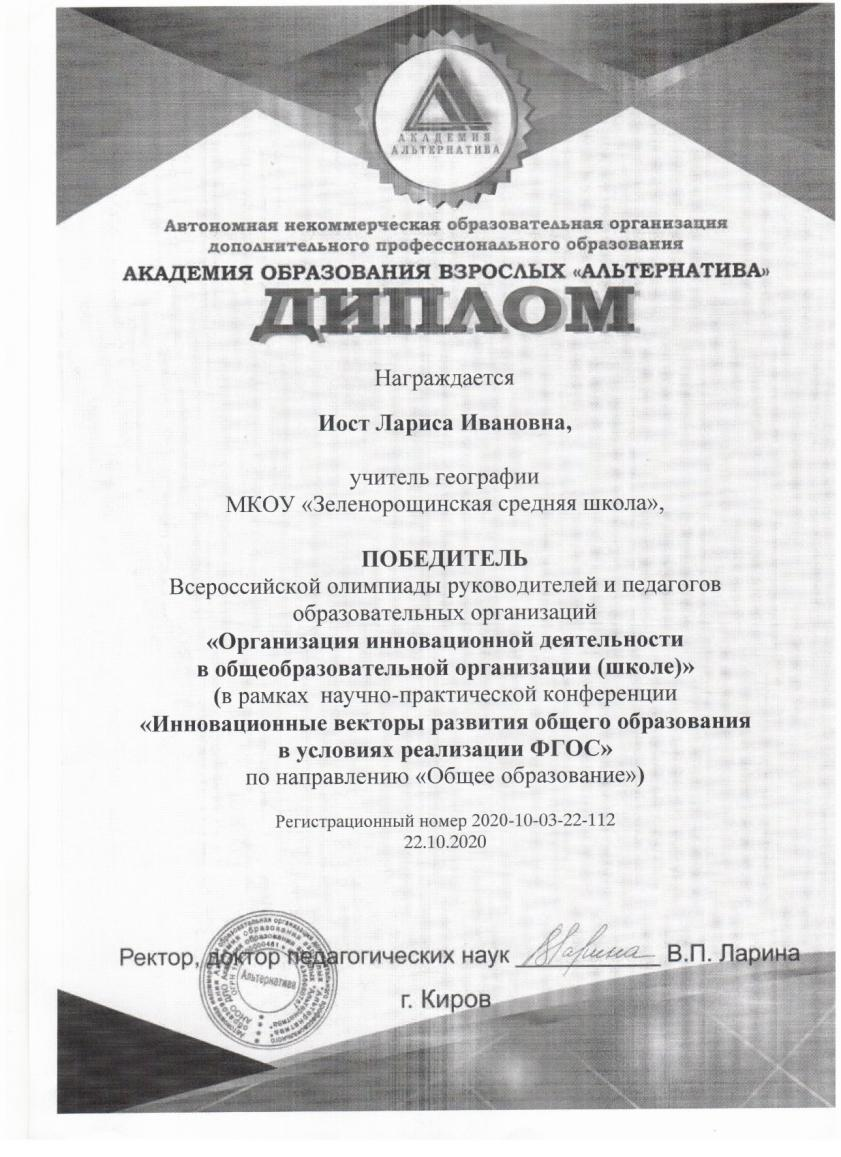 АКАДЕМИЯ
АЛЬТЕРНАТИВА
Автономная некоммерческая образовательная организация
дополнительного профессионального образования
АКАДЕМИЯ ОБРАЗОВАНИЯ ВЗРОСЛЫХ «АЛЬТЕРНАТИВА»
ДИПЛОМ
Награждается
Иост Лариса Ивановна,
учитель географии
МКОУ «Зеленорощинская средняя школа»,
ПОБЕДИТЕЛЬ
Всероссийской олимпиады руководителей и педагогов
образовательных организаций
«Организация инновационной деятельности
в общеобразовательной организации (школе)»
(в рамках научно-практической конференции
«Инновационные векторы развития общего образования
в условиях реализации ФГОС»
по направлению «Общее образование»)
Регистрационный номер 2020-10-03-22-112
22.10.2020
Ректор, доктор педагогических наук Ларина В.П. Ларина
Альтернатива
г. Киров